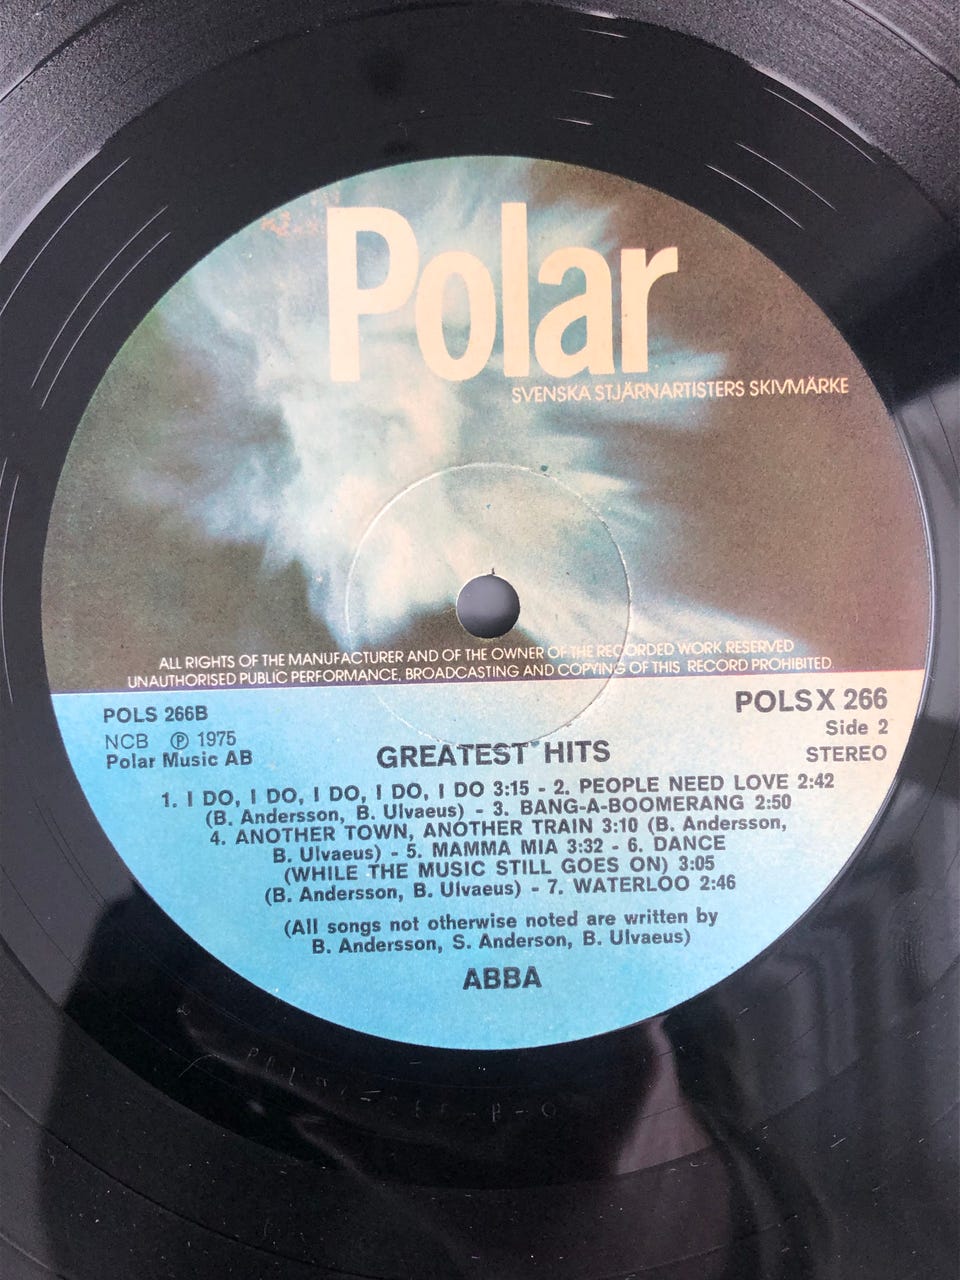 Polar
SVENSKA STJÄRNARTISTERS SKIVMÄRKE
ALL RIGHTS OF THE MANUFACTURER AND OF THE OWNER OF THE RECORDED WORK RESERVED
UNAUTHORISED PUBLIC PERFORMANCE, BROADCASTING AND COPYING OF THIS RECORD PROHIBITED
POLS 266B
NCB Ⓟ 1975
Polar Music AB
POLSX 266
Side 2
STEREO
GREATEST HITS
1. I DO, I DO, I DO, I DO, I DO 3:15 - 2. PEOPLE NEED LOVE 2:42
(B. Andersson, B. Ulvaeus) - 3. BANG-A-BOOMERANG 2:50
4. ANOTHER TOWN, ANOTHER TRAIN 3:10 (B. Andersson,
B. Ulvaeus) - 5. MAMMA MIA 3:32 - 6. DANCE
(WHILE THE MUSIC STILL GOES ON) 3:05
(B. Andersson, B. Ulvaeus) - 7. WATERLOO 2:46
(All songs not otherwise noted are written by
B. Andersson, S. Anderson, B. Ulvaeus)
ABBA